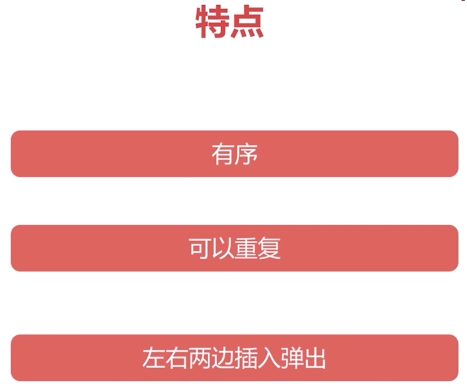 特点
有序
可以重复
左右两边插入弹出